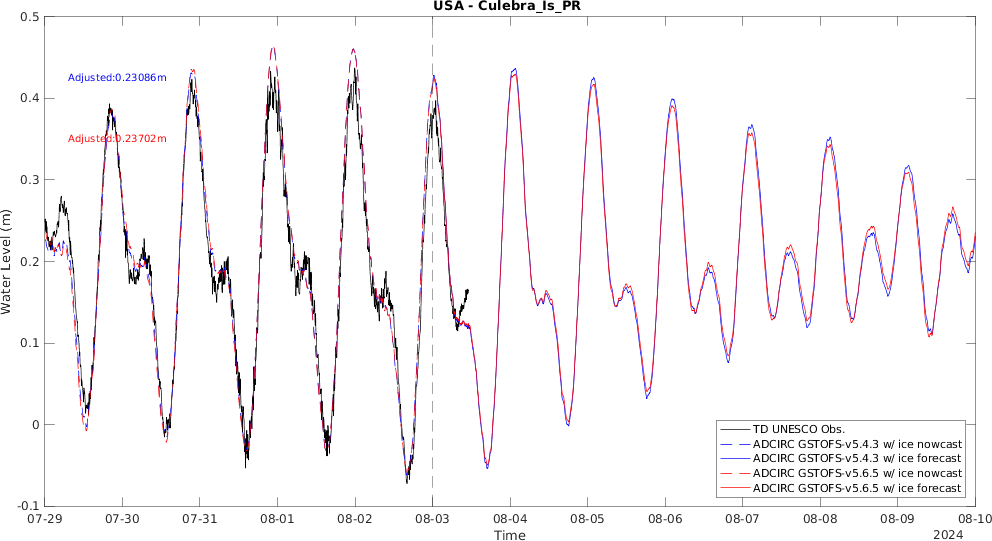 USA - Culebra_Is_PR
0.5
0.4
0.3
0.2
0.1
0
-0.1
Water Level (m)
Adjusted:0.23086m
Adjusted:0.23702m
TD UNESCO Obs.
ADCIRC GSTOFS-v5.4.3 w/ ice nowcast
ADCIRC GSTOFS-v5.4.3 w/ ice forecast
ADCIRC GSTOFS-v5.6.5 w/ ice nowcast
ADCIRC GSTOFS-v5.6.5 w/ ice forecast
07-29 07-30 07-31 08-01 08-02 08-03 08-04 08-05 08-06 08-07 08-08 08-09 08-10
Time
2024